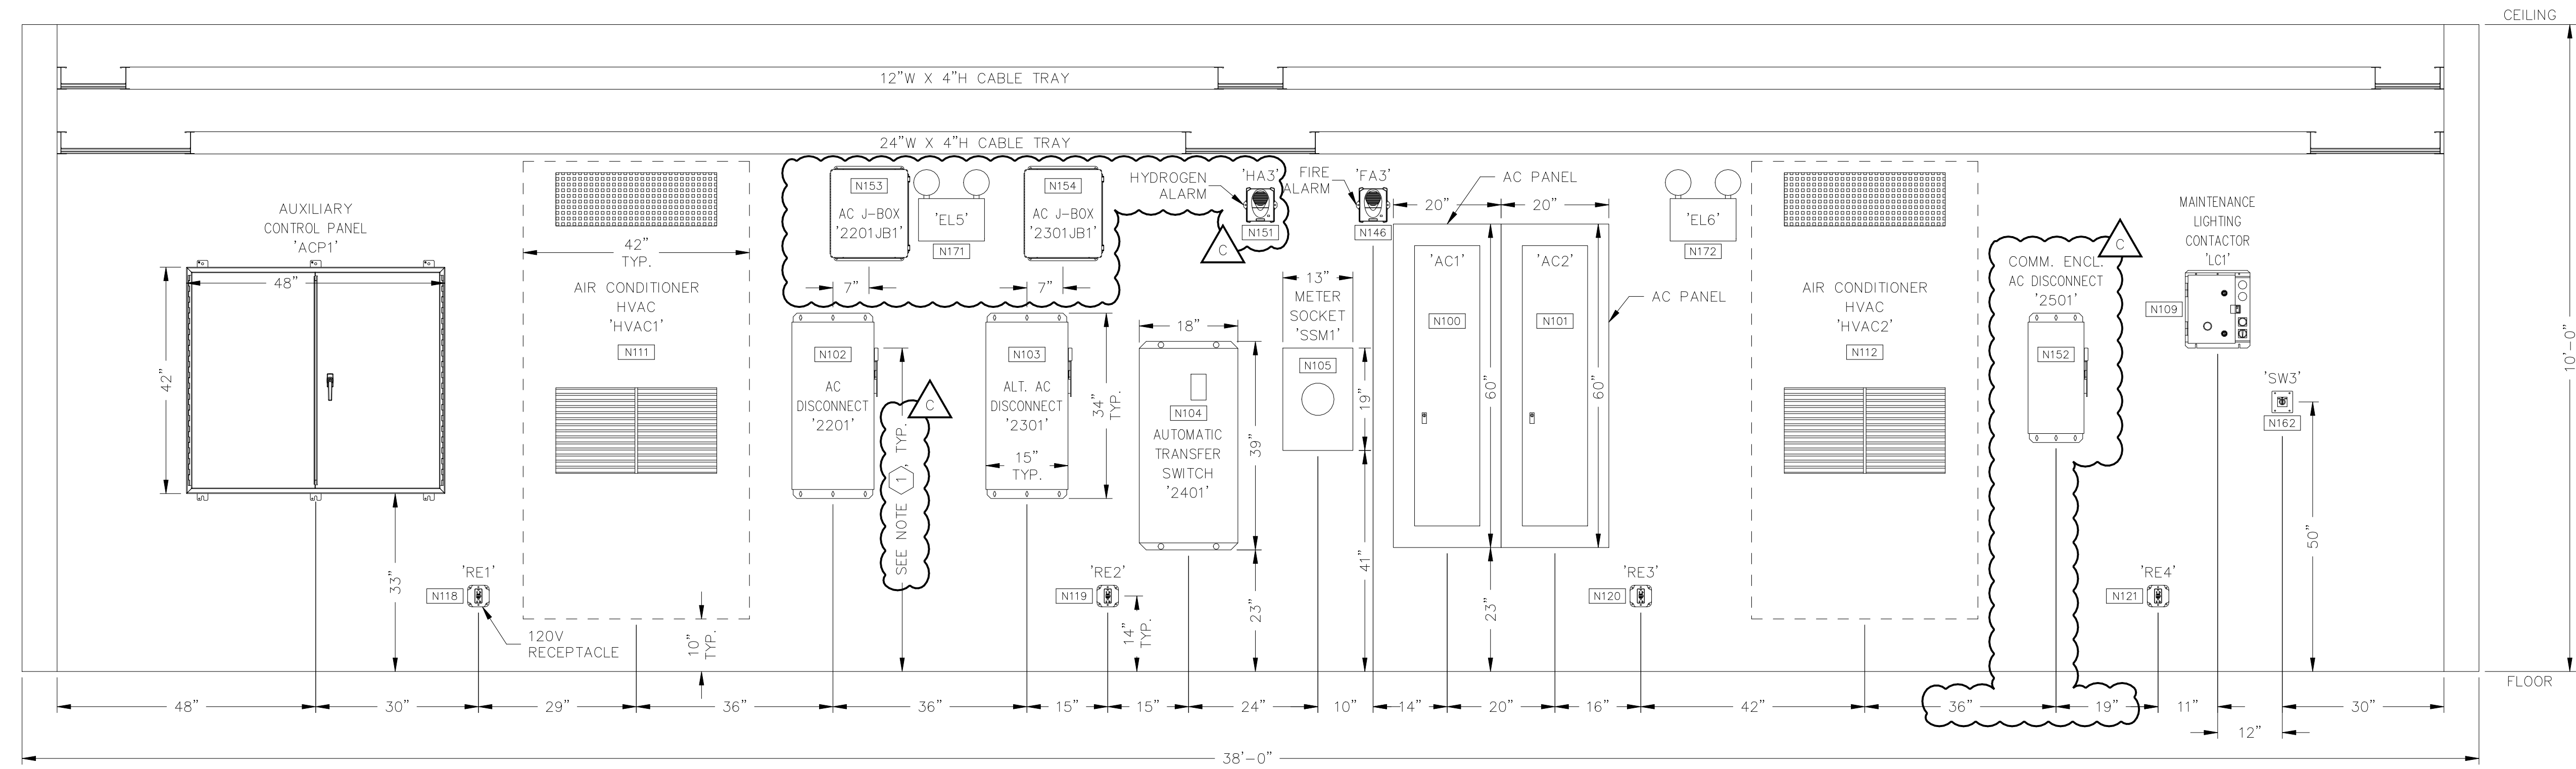 CEILING
12”W X 4”H CABLE TRAY
24”W X 4”H CABLE TRAY
AUXILIARY
CONTROL PANEL
'ACP1'
48”
42”
33”
'RE1'
N118
120V
RECEPTACLE
42”
TYP.
AIR CONDITIONER
HVAC
'HVAC1'
N111
10”
TYP.
N153
AC J-BOX
'2201JB1'
7”
'EL5'
N171
N154
AC J-BOX
'2301JB1'
7”
N102
AC
DISCONNECT
'2201'
C
SEE NOTE 1, TYP.
N103
ALT. AC
DISCONNECT
'2301'
15”
TYP.
34”
TYP.
'RE2'
N119
14”
TYP.
HYDROGEN
ALARM
'HA3'
N151
C
18”
N104
AUTOMATIC
TRANSFER
SWITCH
'2401'
39”
23”
13”
METER
SOCKET
'SSM1'
N105
19”
41”
FIRE
ALARM
'FA3'
N146
AC PANEL
20”
20”
'AC1'
N100
60”
23”
'AC2'
N101
60”
AC PANEL
'RE3'
N120
'EL6'
N172
AIR CONDITIONER
HVAC
'HVAC2'
N112
C
COMM. ENCL.
AC DISCONNECT
'2501'
N152
'RE4'
N121
MAINTENANCE
LIGHTING
CONTACTOR
'LC1'
N109
'SW3'
N162
50”
10'-0”
FLOOR
48”
30”
29”
36”
36”
15”
15”
24”
10”
14”
20”
16”
42”
36”
19”
11”
12”
30”
38'-0”